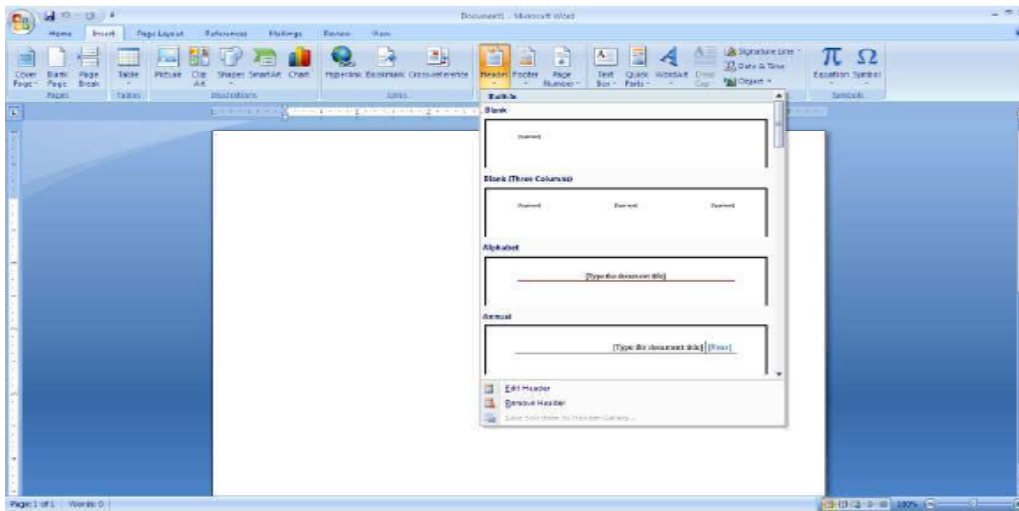 Document1 - Microsoft Word
Home Insert Page Layout References Mailings Review View
Cover Page
Blank Page
Page Break
Table
Picture
Clip Art
Shapes
SmartArt
Chart
Hyperlink
Bookmark
Cross-reference
Header
Footer
Page Number
Text Box
Quick Parts
WordArt
Drop Cap
Signature Line
Date & Time
Object
Equation
Symbol
Pages Tables Illustrations Links Symbols
Built-In
Blank
[Type text]
Blank (Three Columns)
[Type text] [Type text] [Type text]
Alphabet
[Type the document title]
Annual
[Type the document title] [Year]
Edit Header
Remove Header
Save Selection to Header Gallery...
Page: 1 of 1 Words: 0 100%